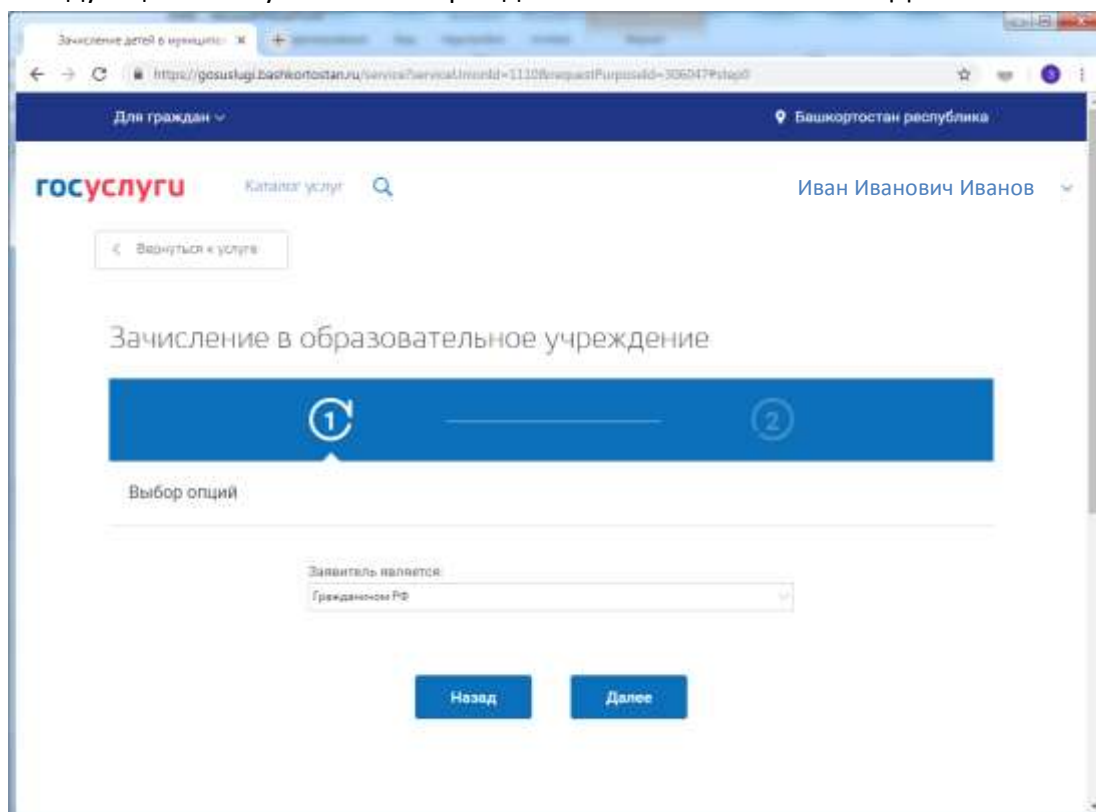 Зачисление детей в муницип
https://gosuslugi.bashkortostan.ru/service?serviceUnionId=1110&requestPurposeId=306047#step0
Для граждан
Башкортостан республика
госуслуги
Каталог услуг
Иван Иванович Иванов
Вернуться к услуге
Зачисление в образовательное учреждение
1
2
Выбор опций
Заявитель является
Гражданином РФ
Назад
Далее